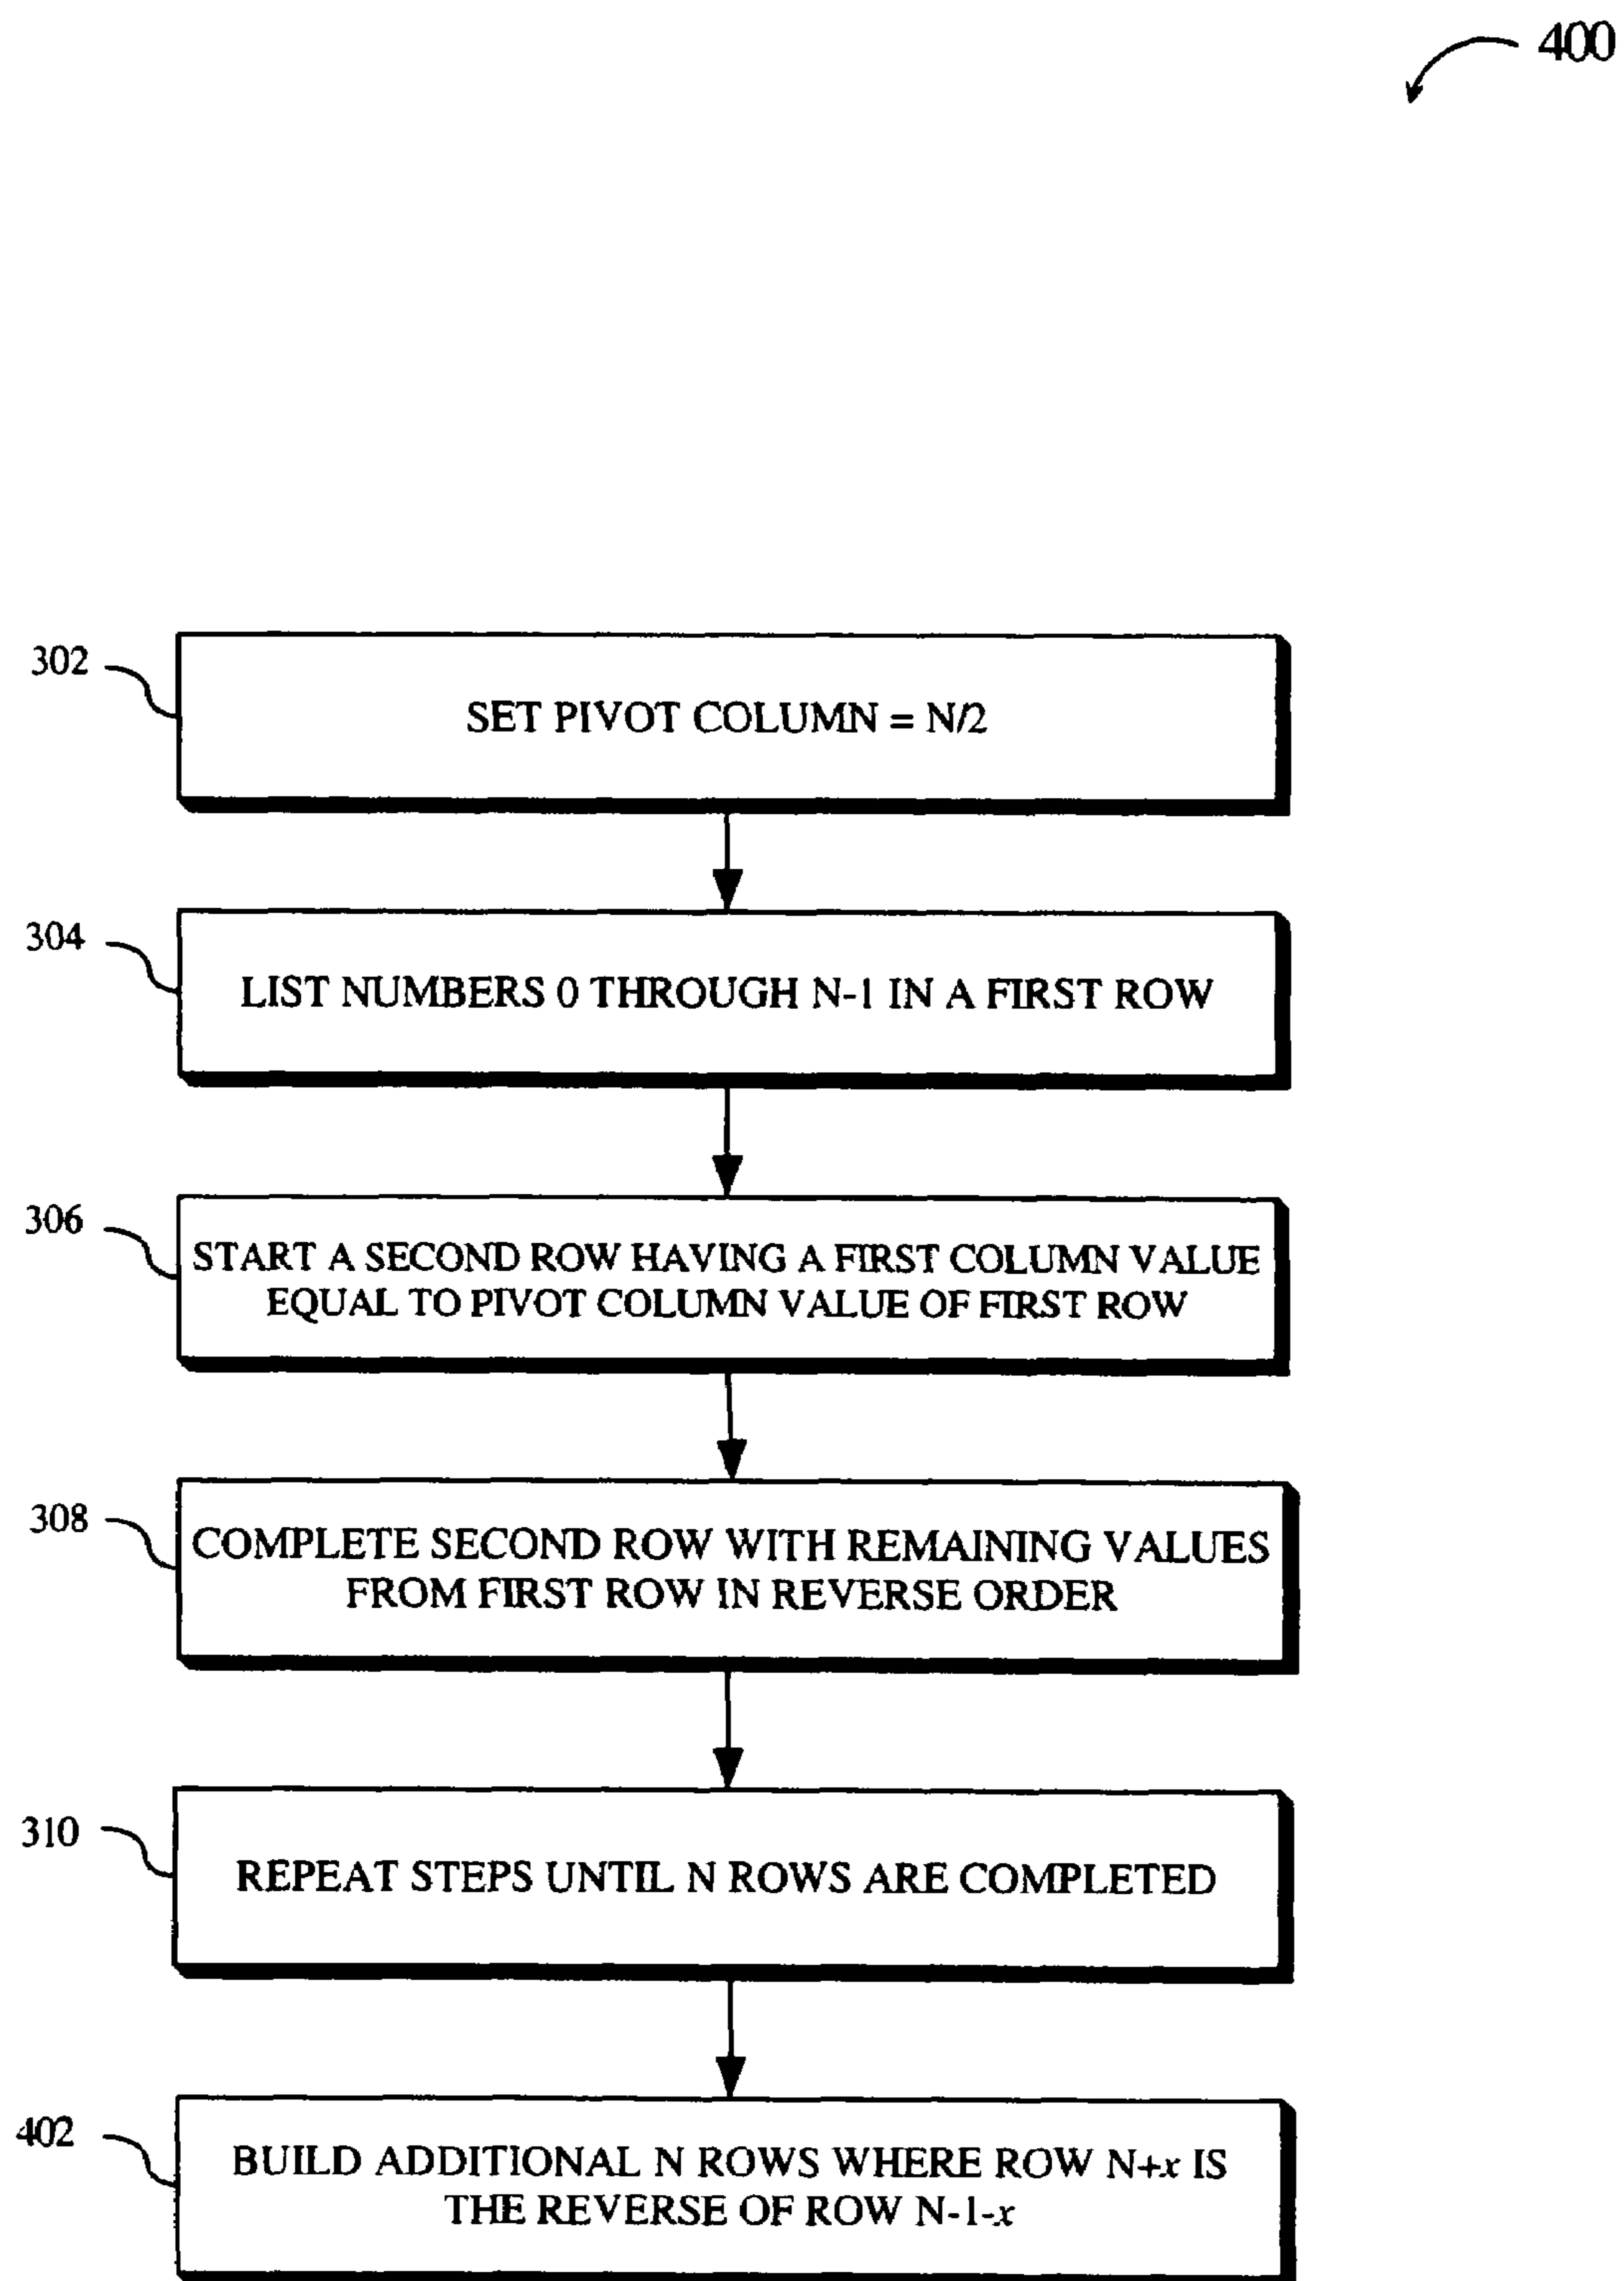 400
302
SET PIVOT COLUMN = N/2
304
LIST NUMBERS 0 THROUGH N-1 IN A FIRST ROW
306
START A SECOND ROW HAVING A FIRST COLUMN VALUE
EQUAL TO PIVOT COLUMN VALUE OF FIRST ROW
308
COMPLETE SECOND ROW WITH REMAINING VALUES
FROM FIRST ROW IN REVERSE ORDER
310
REPEAT STEPS UNTIL N ROWS ARE COMPLETED
402
BUILD ADDITIONAL N ROWS WHERE ROW N+x IS
THE REVERSE OF ROW N-1-x